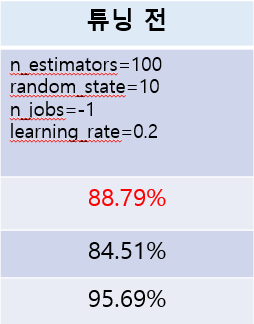 튜닝 전
n_estimators=100
random_state=10
n_jobs=-1
learning_rate=0.2
88.79%
84.51%
95.69%